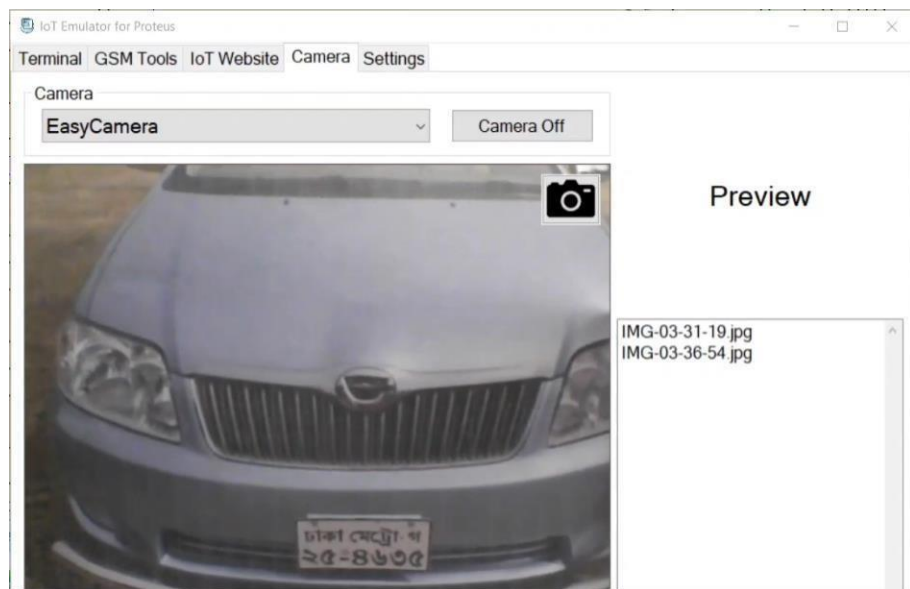 IoT Emulator for Proteus
Terminal GSM Tools IoT Website Camera Settings
Camera
EasyCamera
Camera Off
Preview
IMG-03-31-19.jpg
IMG-03-36-54.jpg
ঢাকা মেট্রো-গ
২৫-৪৬৩৫